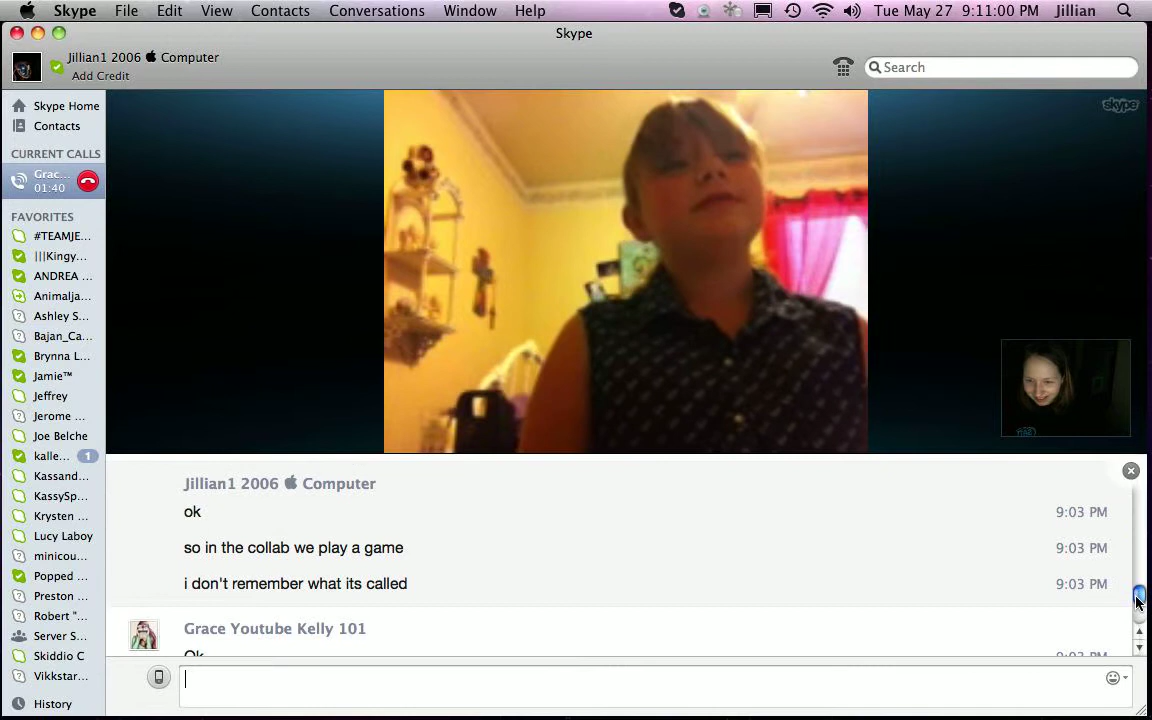 Skype File Edit View Contacts Conversations Window Help Tue May 27 9:11:00 PM Jillian
Skype
Jillian1 2006 Computer
Add Credit
Search
Skype Home
Contacts
CURRENT CALLS
Grac...
01:40
FAVORITES
#TEAMJE...
|||Kingy...
ANDREA ...
Animalja...
Ashley S...
Bajan_Ca...
Brynna L...
Jamie™
Jeffrey
Jerome ...
Joe Belche
kalle... 1
Kassand...
KassySp...
Krysten ...
Lucy Laboy
minicou...
Popped ...
Preston ...
Robert "...
Server S...
Skiddio C
Vikkstar...
History
skype
Jillian1 2006 Computer
ok 9:03 PM
so in the collab we play a game 9:03 PM
i don't remember what its called 9:03 PM
Grace Youtube Kelly 101
Ok 9:03 PM